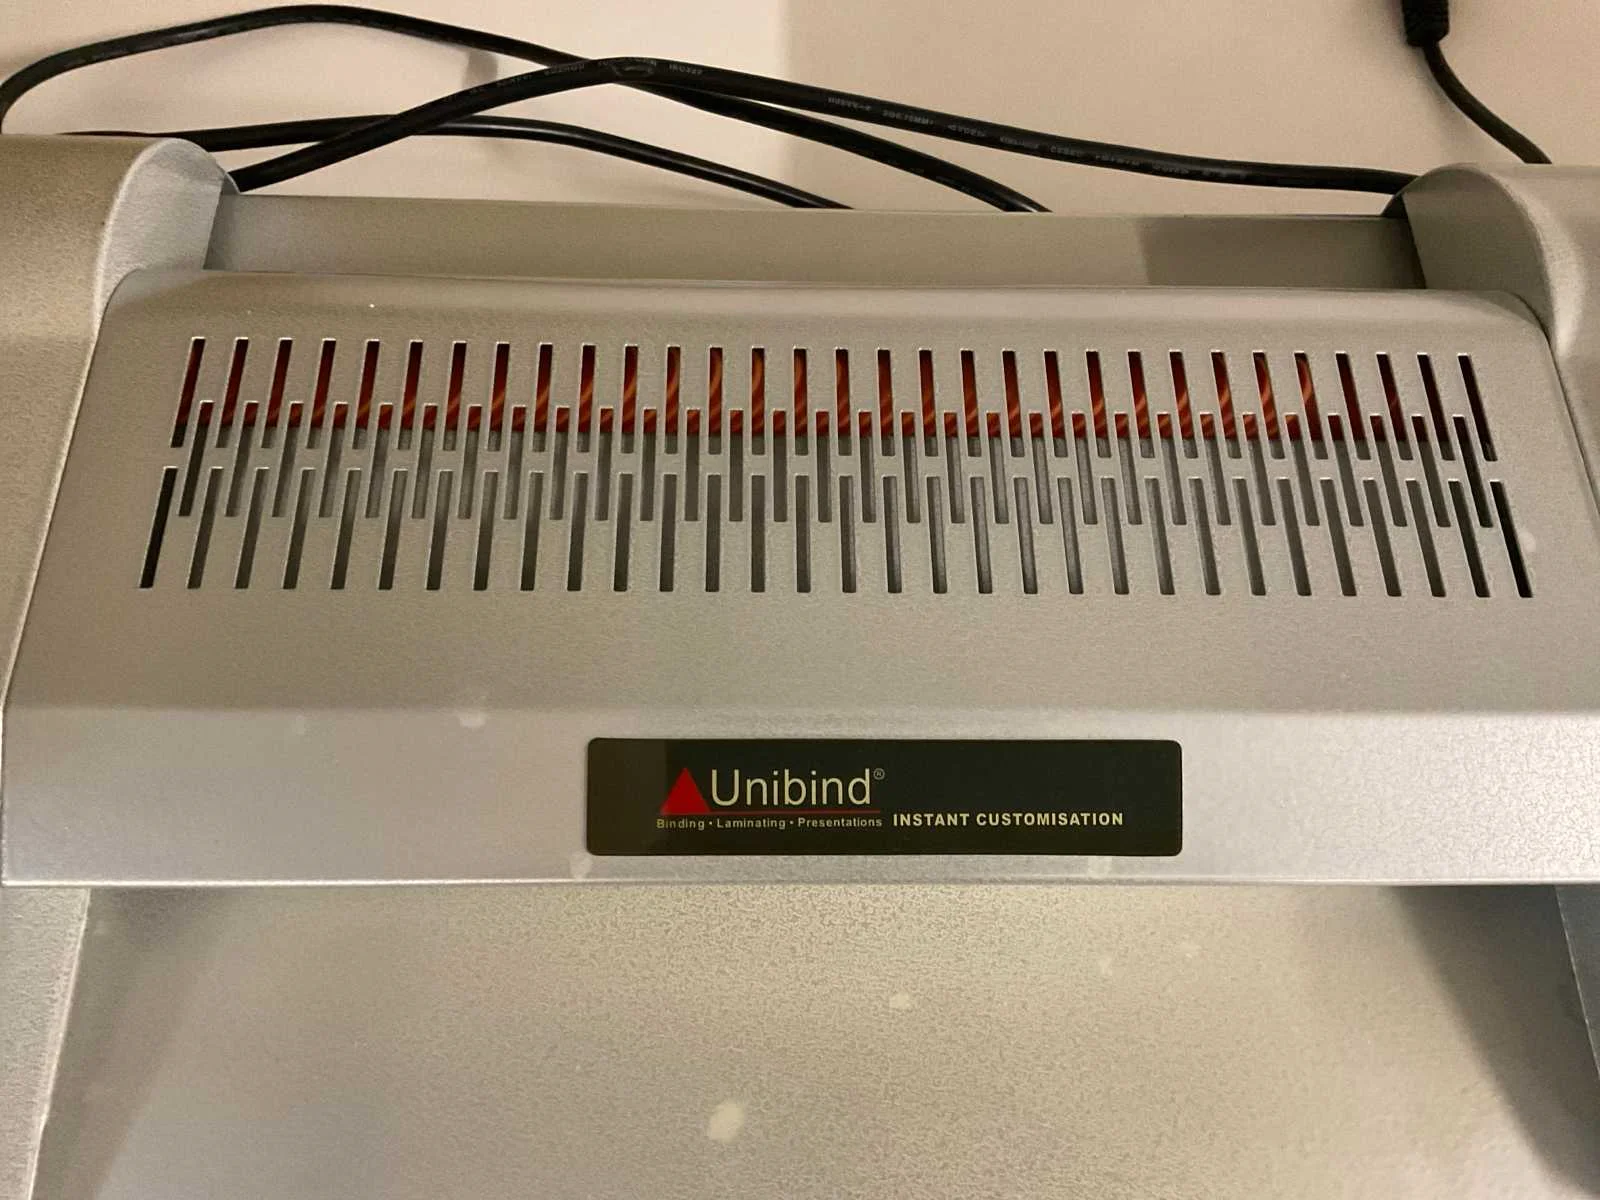 Unibind®
Binding • Laminating • Presentations INSTANT CUSTOMISATION